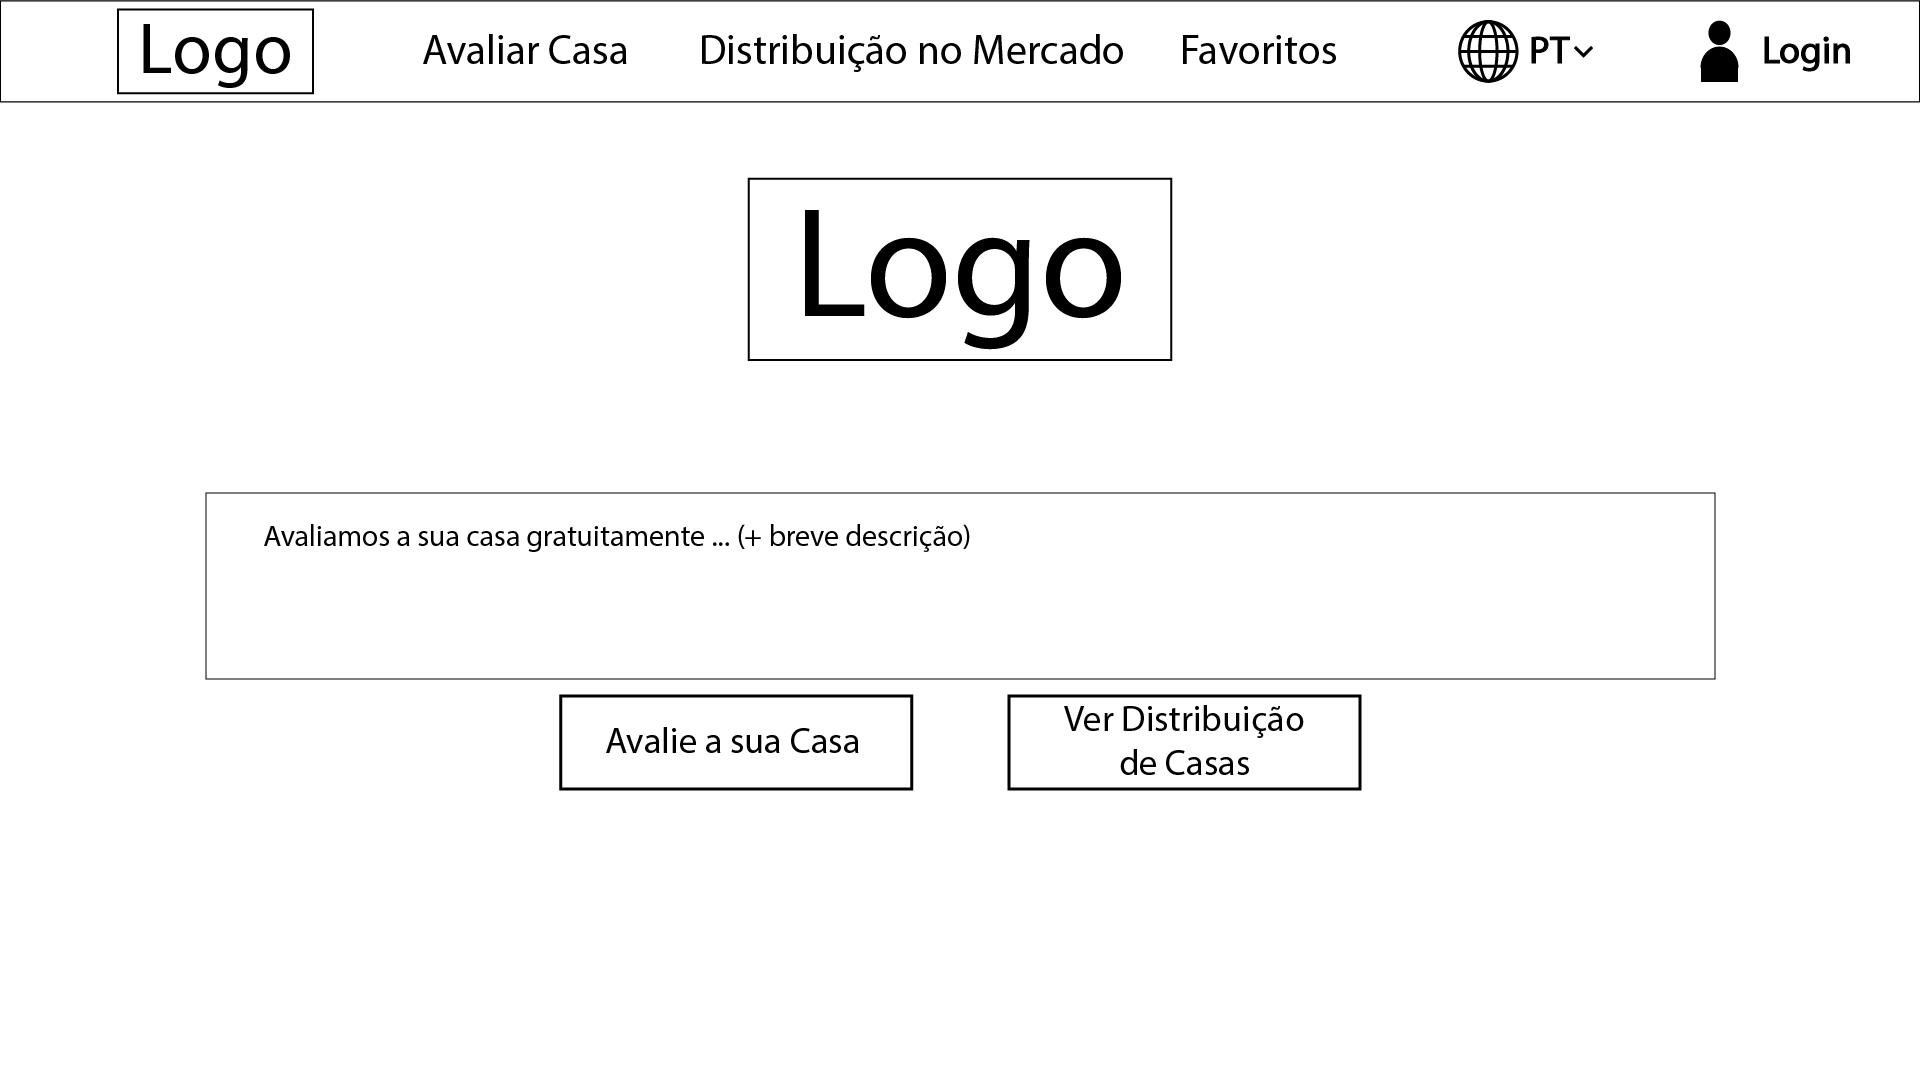 Logo Avaliar Casa Distribuição no Mercado Favoritos PT Login
Logo
Avaliamos a sua casa gratuitamente ... (+ breve descrição)
Avalie a sua Casa
Ver Distribuição
de Casas